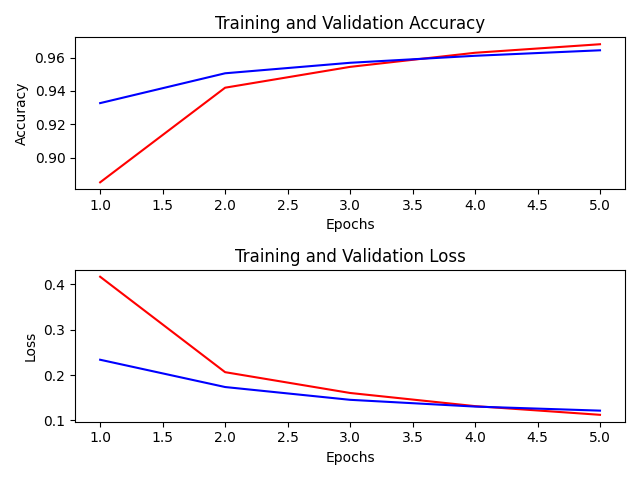 Training and Validation Accuracy
0.96
0.94
0.92
0.90
Accuracy
1.0 1.5 2.0 2.5 3.0 3.5 4.0 4.5 5.0
Epochs
Training and Validation Loss
0.4
0.3
0.2
0.1
Loss
1.0 1.5 2.0 2.5 3.0 3.5 4.0 4.5 5.0
Epochs